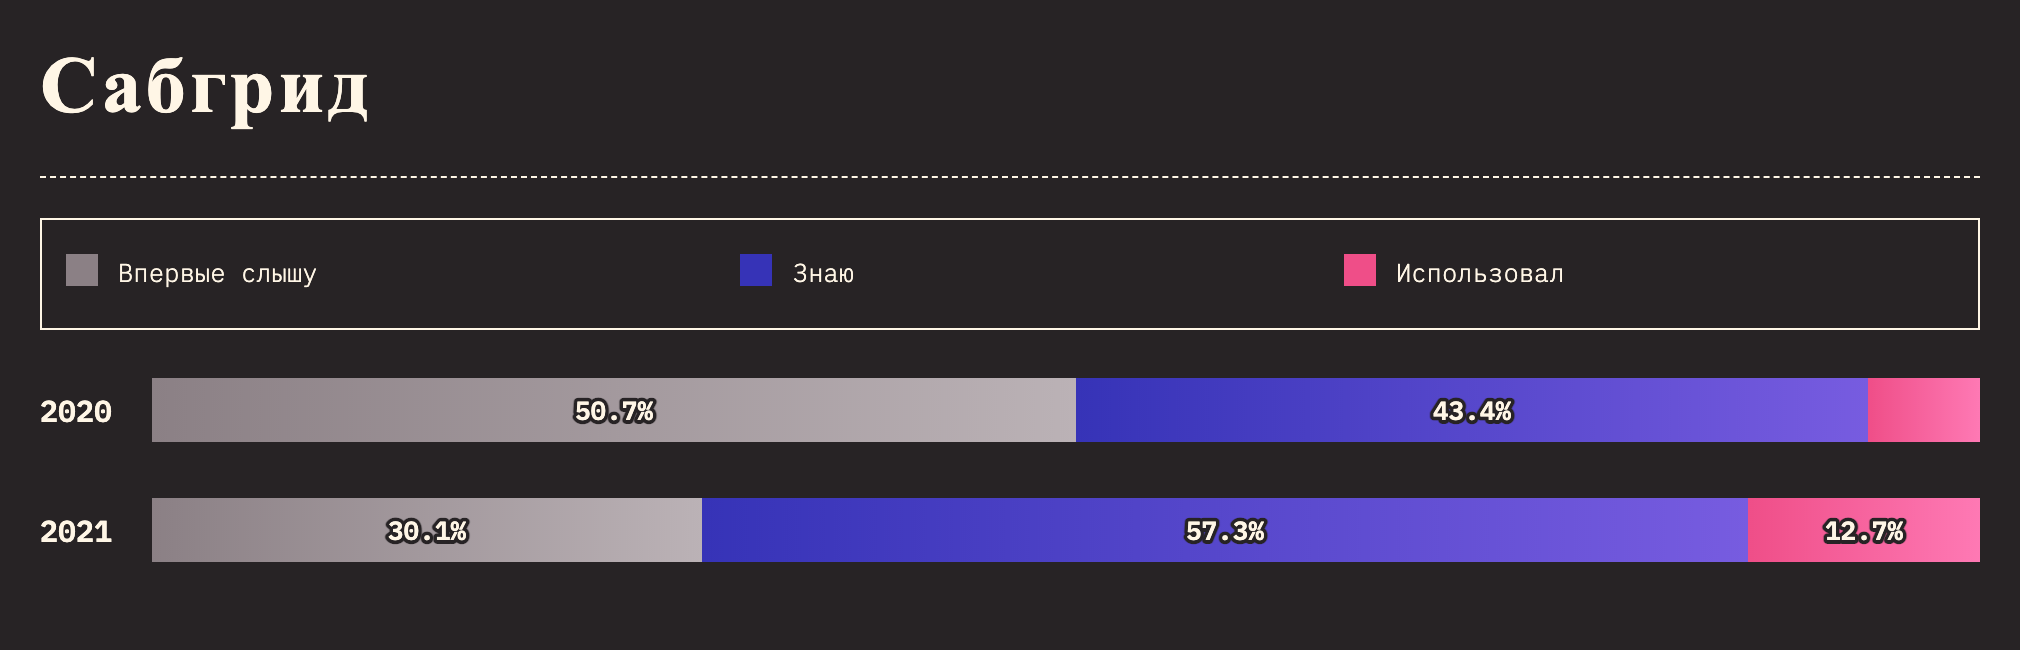 Сабгрид
Впервые слышу Знаю Использовал
2020 50.7% 43.4%
2021 30.1% 57.3% 12.7%